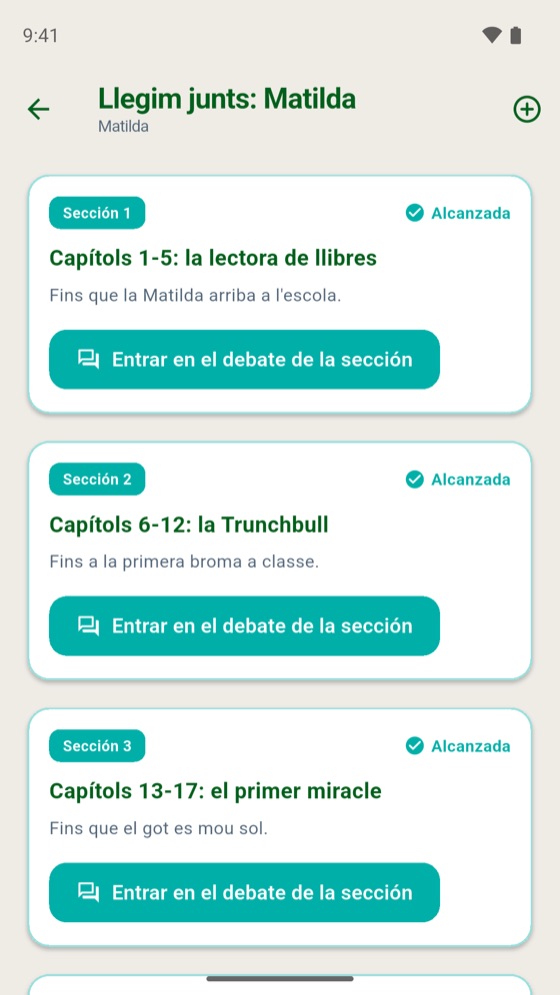 9:41
Llegim junts: Matilda
Matilda
Sección 1
Alcanzada
Capítols 1-5: la lectora de llibres
Fins que la Matilda arriba a l'escola.
Entrar en el debate de la sección
Sección 2
Alcanzada
Capítols 6-12: la Trunchbull
Fins a la primera broma a classe.
Entrar en el debate de la sección
Sección 3
Alcanzada
Capítols 13-17: el primer miracle
Fins que el got es mou sol.
Entrar en el debate de la sección